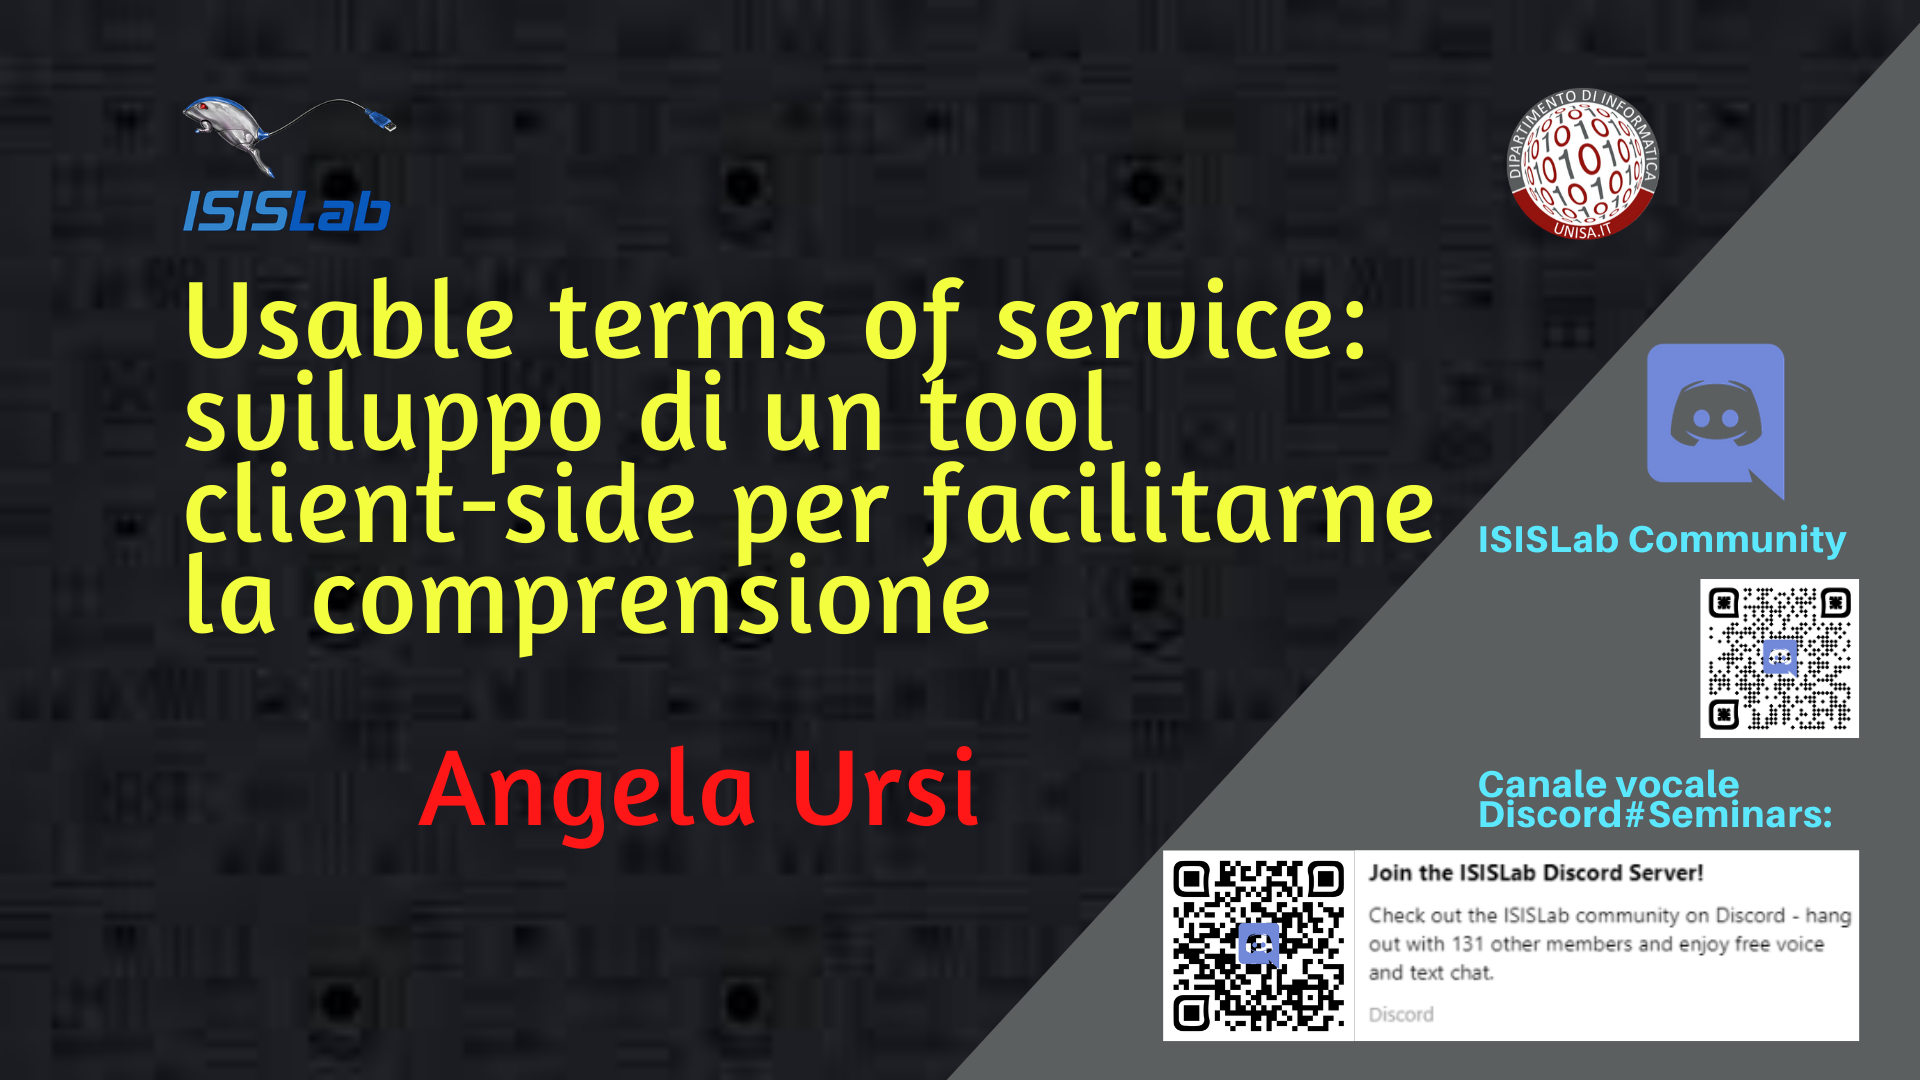 ISISLab
DIPARTIMENTO DI INFORMATICA
UNISA.IT
Usable terms of service:
sviluppo di un tool
client-side per facilitarne
la comprensione
Angela Ursi
ISISLab Community
Canale vocale
Discord#Seminars:
Join the ISISLab Discord Server!
Check out the ISISLab community on Discord - hang
out with 131 other members and enjoy free voice
and text chat.
Discord